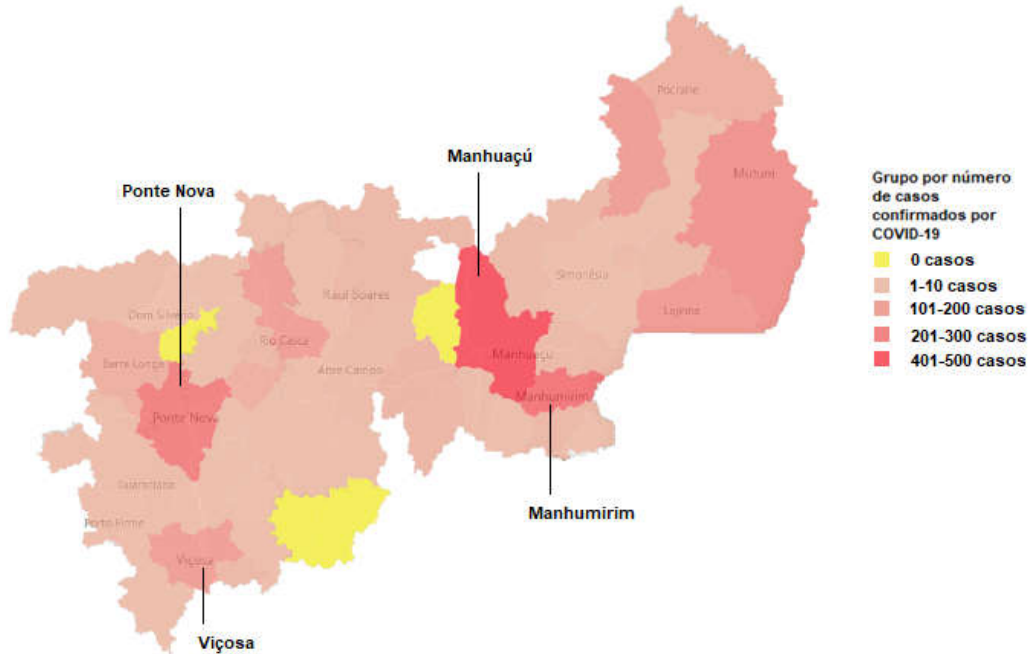 Pocrane
Manhuaçú
Grupo por número
de casos
confirmados por
COVID-19
0 casos
1-10 casos
101-200 casos
201-300 casos
401-500 casos
Mutum
Ponte Nova
Simonésia
Raul Soares
Dom Silvério
Lajinha
Rio Casca
Manhuaçu
Barra Longa
Abre Campo
Manhumirim
Ponte Nova
Guaraciaba
Manhumirim
Porto Firme
Viçosa
Viçosa